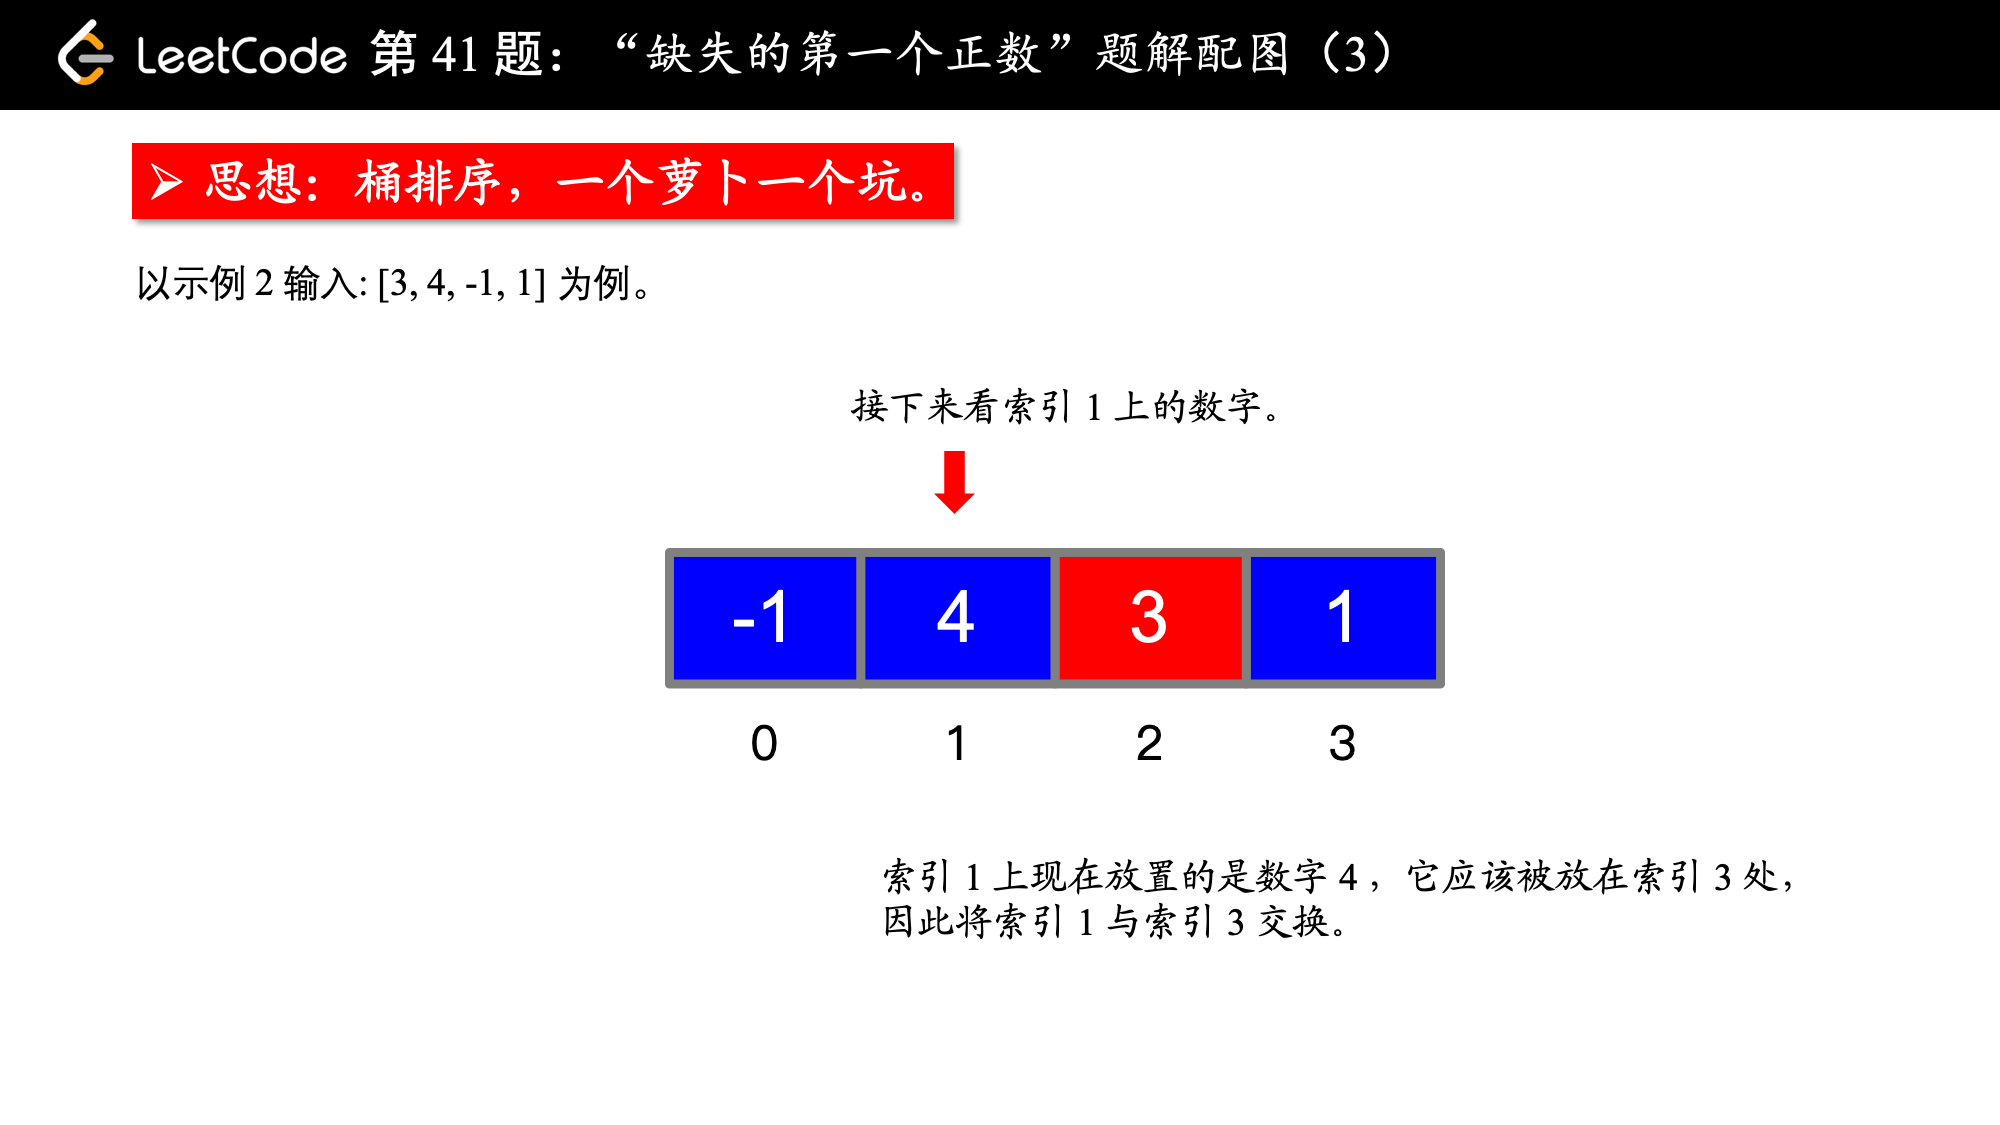 LeetCode 第 41 题：“缺失的第一个正数”题解配图（3）
➢ 思想：桶排序，一个萝卜一个坑。
以示例 2 输入: [3, 4, -1, 1] 为例。
接下来看索引 1 上的数字。
-1 4 3 1
0 1 2 3
索引 1 上现在放置的是数字 4 ，它应该被放在索引 3 处，
因此将索引 1 与索引 3 交换。